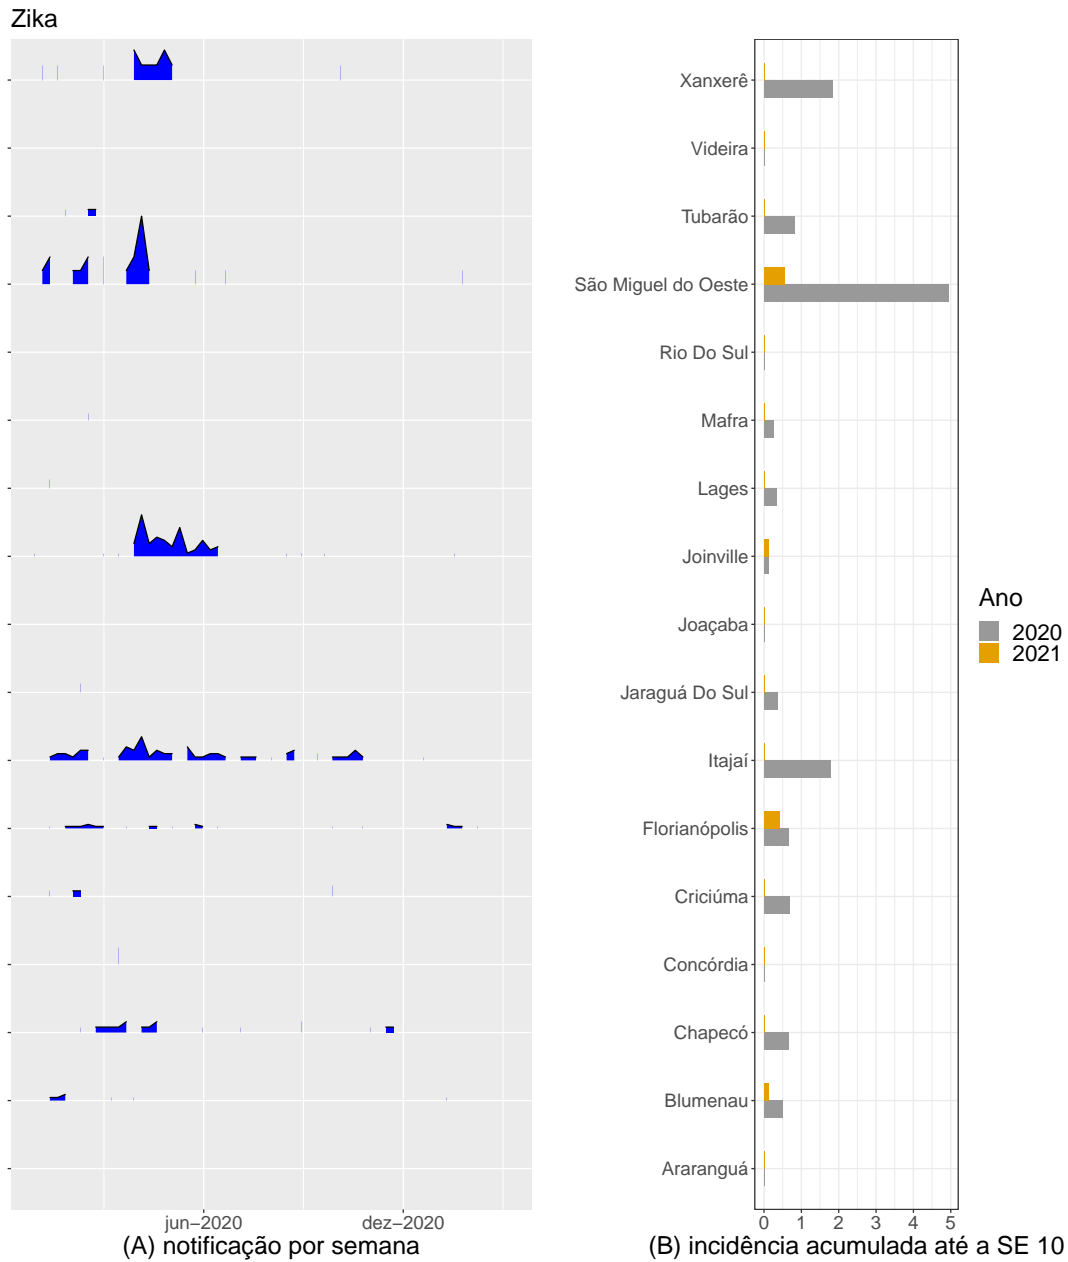 Zika
Xanxerê
Videira
Tubarão
São Miguel do Oeste
Rio Do Sul
Mafra
Lages
Joinville
Joaçaba
Jaraguá Do Sul
Itajaí
Florianópolis
Criciúma
Concórdia
Chapecó
Blumenau
Araranguá
Ano
2020
2021
jun−2020 dez−2020
0 1 2 3 4 5
(A) notificação por semana
(B) incidência acumulada até a SE 10